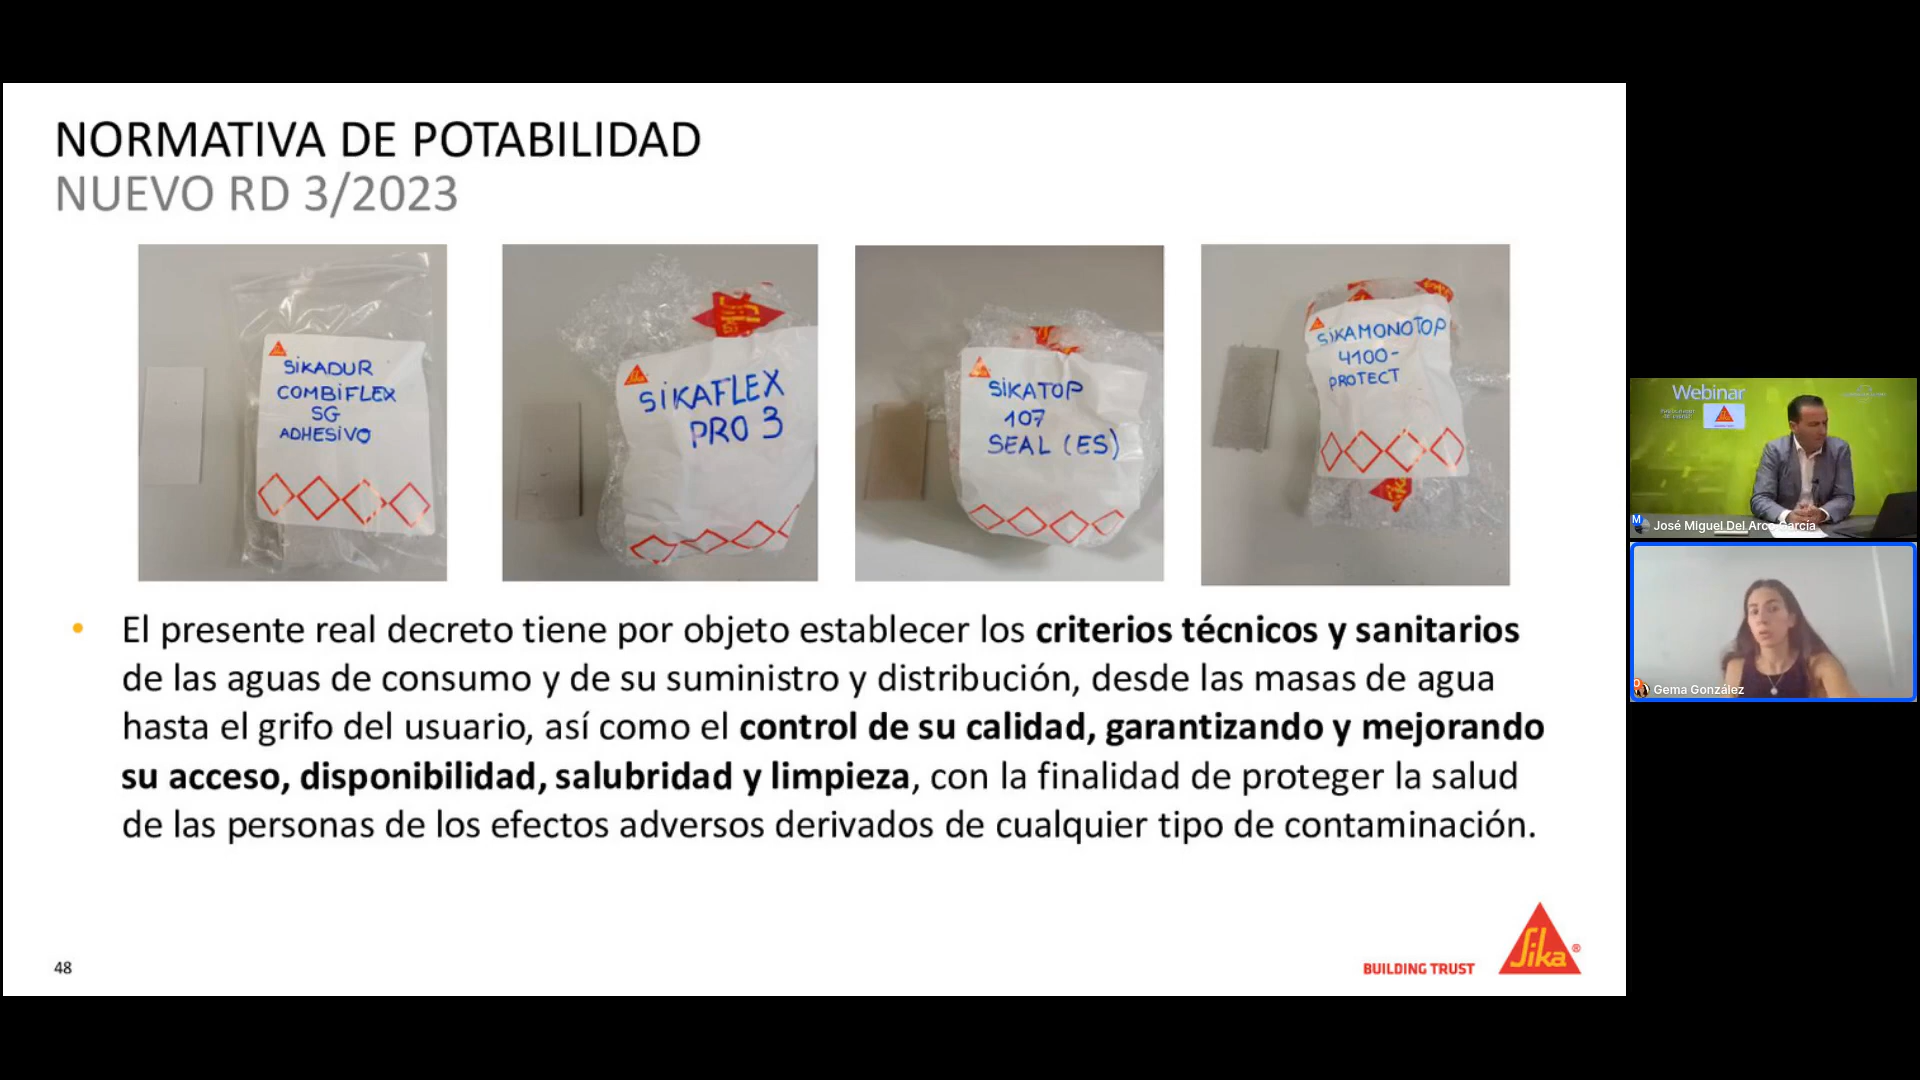 NORMATIVA DE POTABILIDAD
NUEVO RD 3/2023
SIKADUR
COMBIFLEX
SG
ADHESIVO
SIKAFLEX
PRO 3
SIKATOP
107
SEAL (ES)
SIKAMONOTOP
4100-
PROTECT
• El presente real decreto tiene por objeto establecer los criterios técnicos y sanitarios
de las aguas de consumo y de su suministro y distribución, desde las masas de agua
hasta el grifo del usuario, así como el control de su calidad, garantizando y mejorando
su acceso, disponibilidad, salubridad y limpieza, con la finalidad de proteger la salud
de las personas de los efectos adversos derivados de cualquier tipo de contaminación.
48
BUILDING TRUST
Sika®
Webinar
M
José Miguel Del Arco García
Gema González